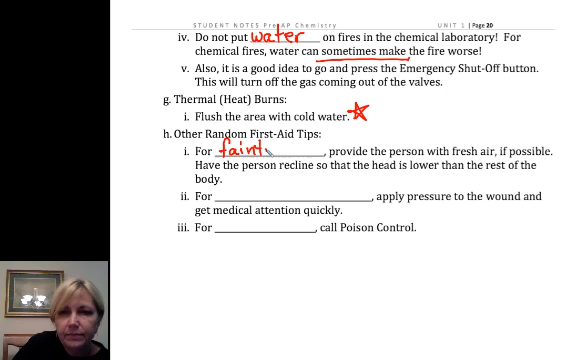 STUDENT NOTES Pre AP Chemistry UNIT 1 | Page 20
iv. Do not put water on fires in the chemical laboratory! For
chemical fires, water can sometimes make the fire worse!
v. Also, it is a good idea to go and press the Emergency Shut-Off button.
This will turn off the gas coming out of the valves.
g. Thermal (Heat) Burns:
i. Flush the area with cold water.
h. Other Random First-Aid Tips:
i. For faint, provide the person with fresh air, if possible.
Have the person recline so that the head is lower than the rest of the
body.
ii. For , apply pressure to the wound and
get medical attention quickly.
iii. For , call Poison Control.